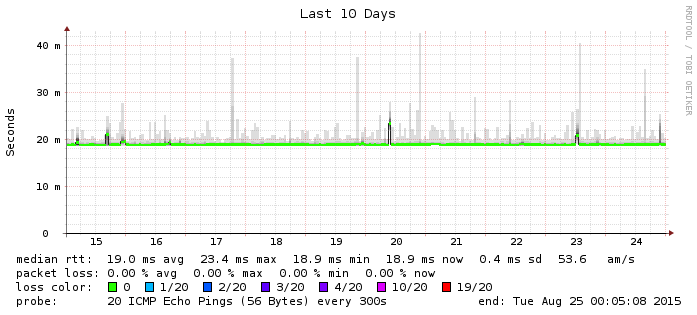 Last 10 Days
RRDTOOL / TOBI OETIKER
Seconds
40 m
30 m
20 m
10 m
0
15 16 17 18 19 20 21 22 23 24
median rtt: 19.0 ms avg 23.4 ms max 18.9 ms min 18.9 ms now 0.4 ms sd 53.6 am/s
packet loss: 0.00 % avg 0.00 % max 0.00 % min 0.00 % now
loss color: 0 1/20 2/20 3/20 4/20 10/20 19/20
probe: 20 ICMP Echo Pings (56 Bytes) every 300s end: Tue Aug 25 00:05:08 2015